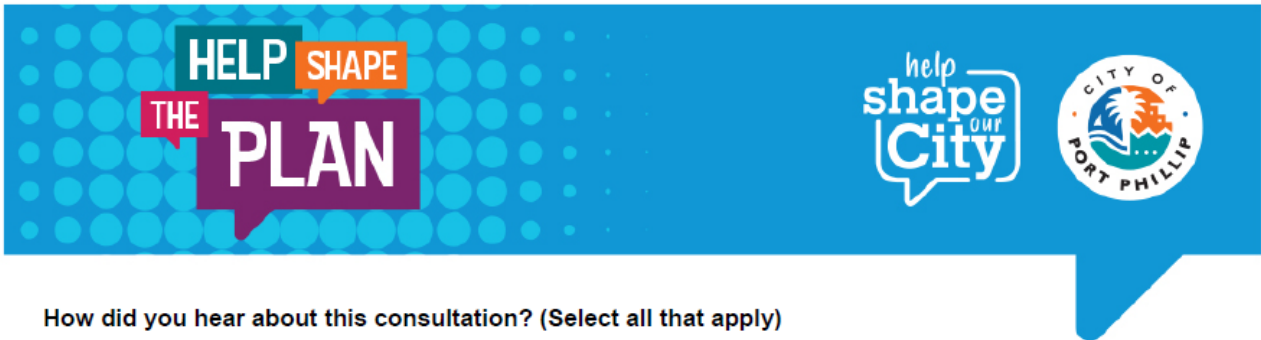 HELP SHAPE
THE
PLAN
help
shape
our
City
CITY OF
PORT PHILLIP
How did you hear about this consultation? (Select all that apply)